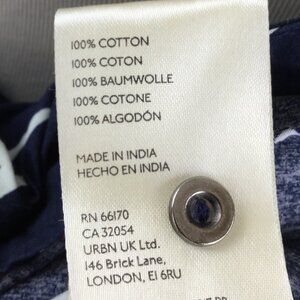 100% COTTON
100% COTON
100% BAUMWOLLE
100% COTONE
100% ALGODÓN
MADE IN INDIA
HECHO EN INDIA
RN 66170
CA 32054
URBN UK Ltd.
146 Brick Lane,
LONDON, E1 6RU